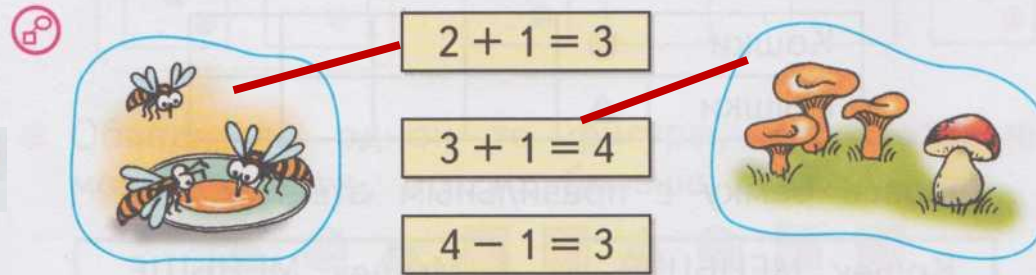 2 + 1 = 3
3 + 1 = 4
4 − 1 = 3